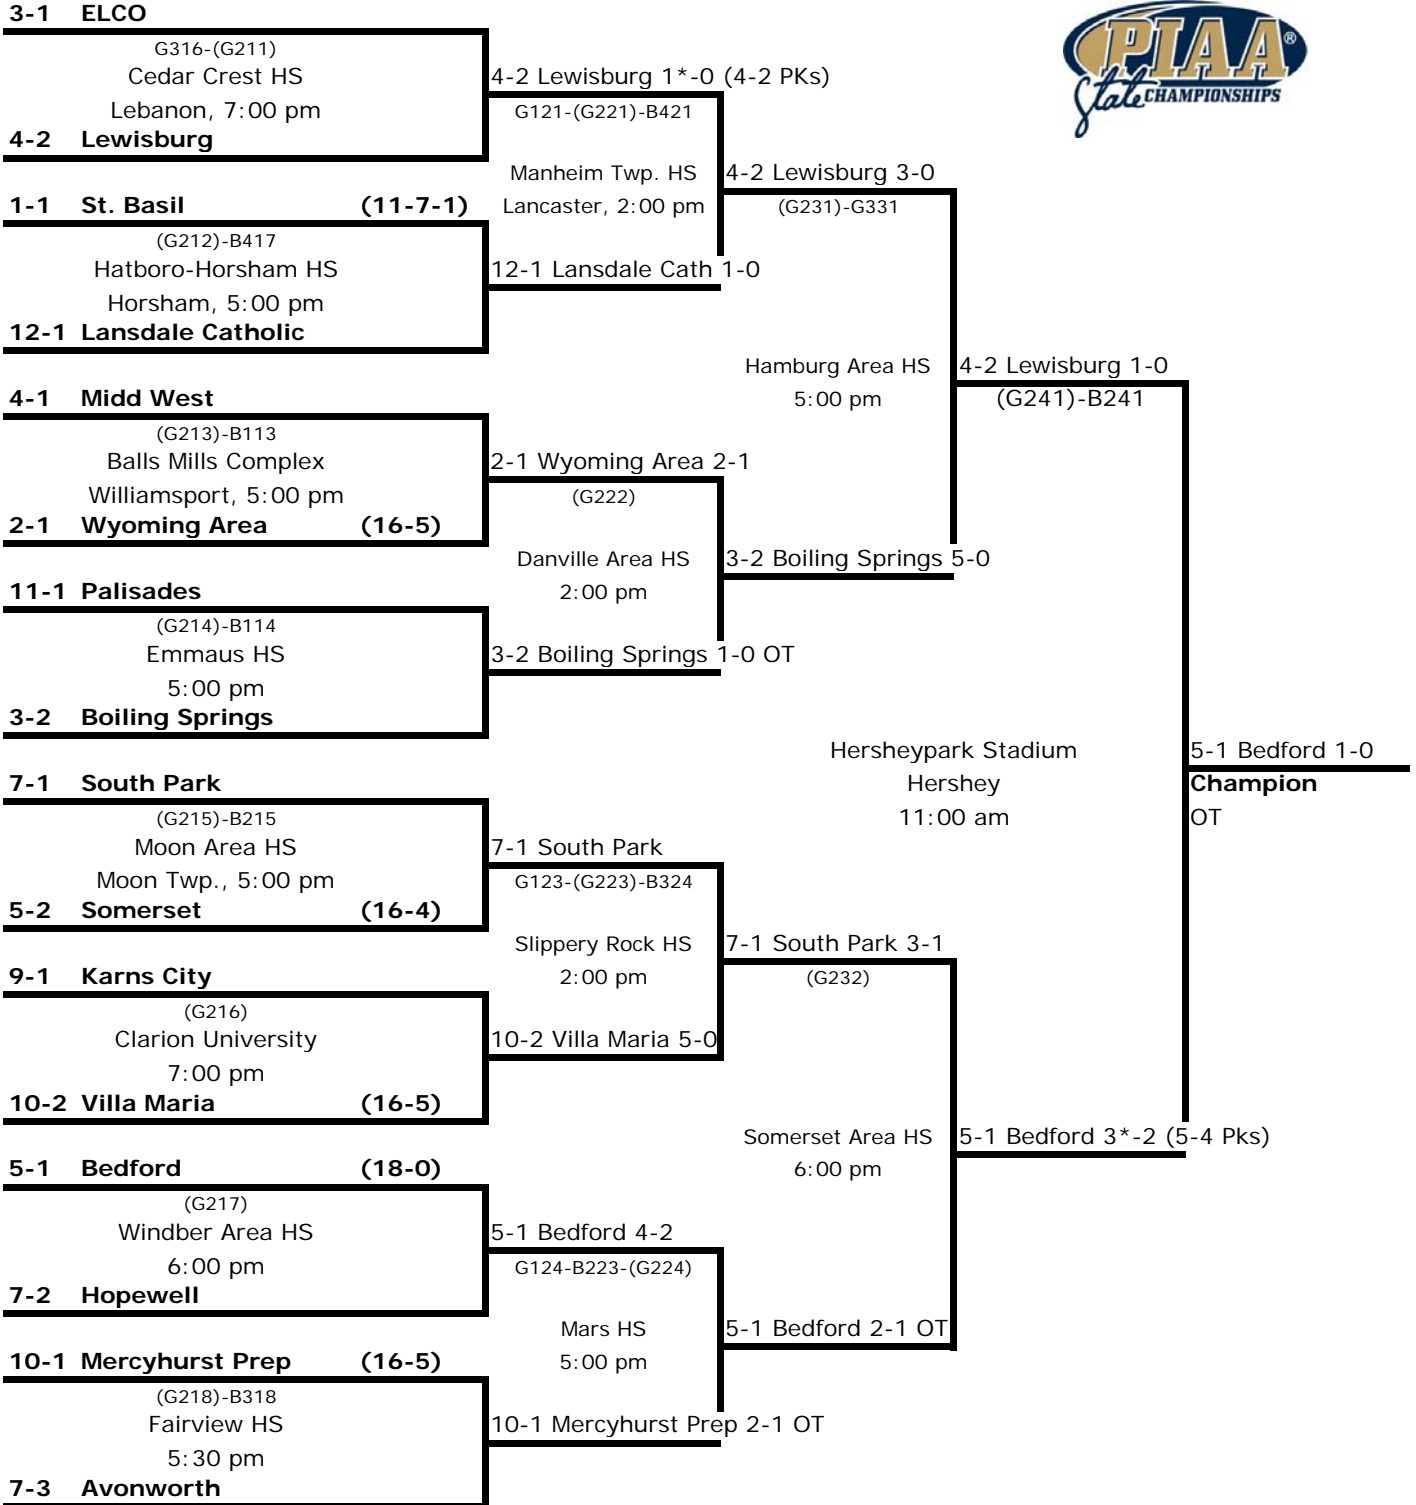 3-1 ELCO
G316-(G211)
Cedar Crest HS
Lebanon, 7:00 pm
4-2 Lewisburg
1-1 St. Basil (11-7-1)
(G212)-B417
Hatboro-Horsham HS
Horsham, 5:00 pm
12-1 Lansdale Catholic
4-1 Midd West
(G213)-B113
Balls Mills Complex
Williamsport, 5:00 pm
2-1 Wyoming Area (16-5)
11-1 Palisades
(G214)-B114
Emmaus HS
5:00 pm
3-2 Boiling Springs
7-1 South Park
(G215)-B215
Moon Area HS
Moon Twp., 5:00 pm
5-2 Somerset (16-4)
9-1 Karns City
(G216)
Clarion University
7:00 pm
10-2 Villa Maria (16-5)
5-1 Bedford (18-0)
(G217)
Windber Area HS
6:00 pm
7-2 Hopewell
10-1 Mercyhurst Prep (16-5)
(G218)-B318
Fairview HS
5:30 pm
7-3 Avonworth
4-2 Lewisburg 1*-0 (4-2 PKs)
G121-(G221)-B421
Manheim Twp. HS
Lancaster, 2:00 pm
12-1 Lansdale Cath 1-0
2-1 Wyoming Area 2-1
(G222)
Danville Area HS
2:00 pm
3-2 Boiling Springs 1-0 OT
7-1 South Park
G123-(G223)-B324
Slippery Rock HS
2:00 pm
10-2 Villa Maria 5-0
5-1 Bedford 4-2
G124-B223-(G224)
Mars HS
5:00 pm
10-1 Mercyhurst Prep 2-1 OT
4-2 Lewisburg 3-0
(G231)-G331
Hamburg Area HS
5:00 pm
3-2 Boiling Springs 5-0
7-1 South Park 3-1
(G232)
Somerset Area HS
6:00 pm
5-1 Bedford 2-1 OT
4-2 Lewisburg 1-0
(G241)-B241
Hersheypark Stadium
Hershey
11:00 am
5-1 Bedford 3*-2 (5-4 Pks)
5-1 Bedford 1-0
Champion
OT
PIAA®
State CHAMPIONSHIPS